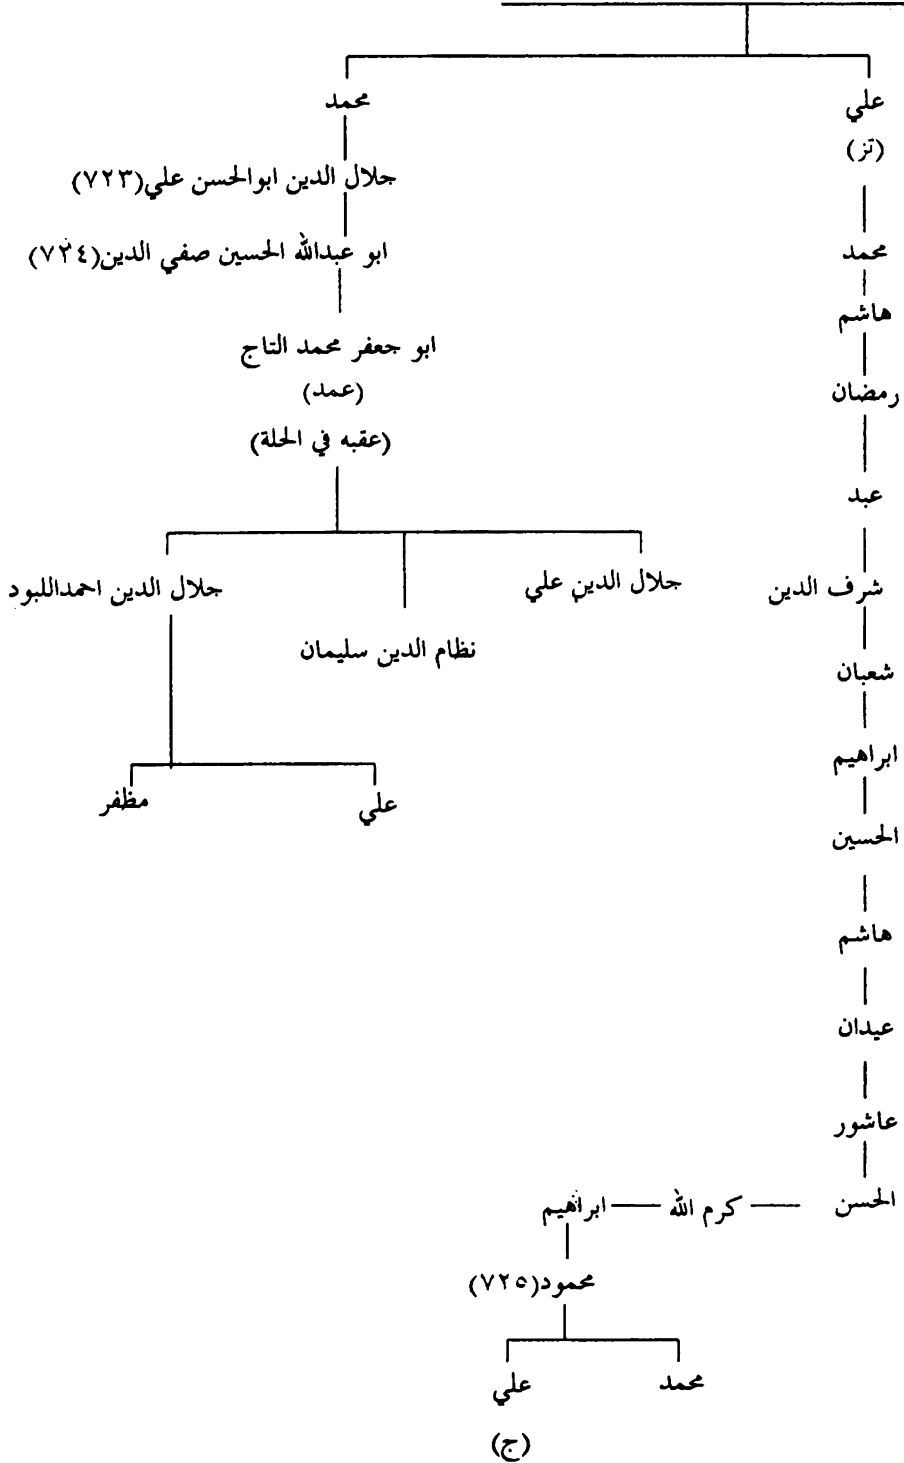 علي
محمد
(تز)
جلال الدين ابوالحسن علي(٧٢٣)
محمد
ابو عبدالله الحسين صفي الدين(٧٢٤)
هاشم
ابو جعفر محمد التاج
رمضان
(عمد)
(عقبه في الحلة)
عبد
شرف الدين
جلال الدين علي
جلال الدين احمداللبود
نظام الدين سليمان
شعبان
ابراهيم
علي
مظفر
الحسين
هاشم
عيدان
عاشور
الحسن — كرم الله — ابراهيم
محمود(٧٢٥)
محمد
علي
(ج)